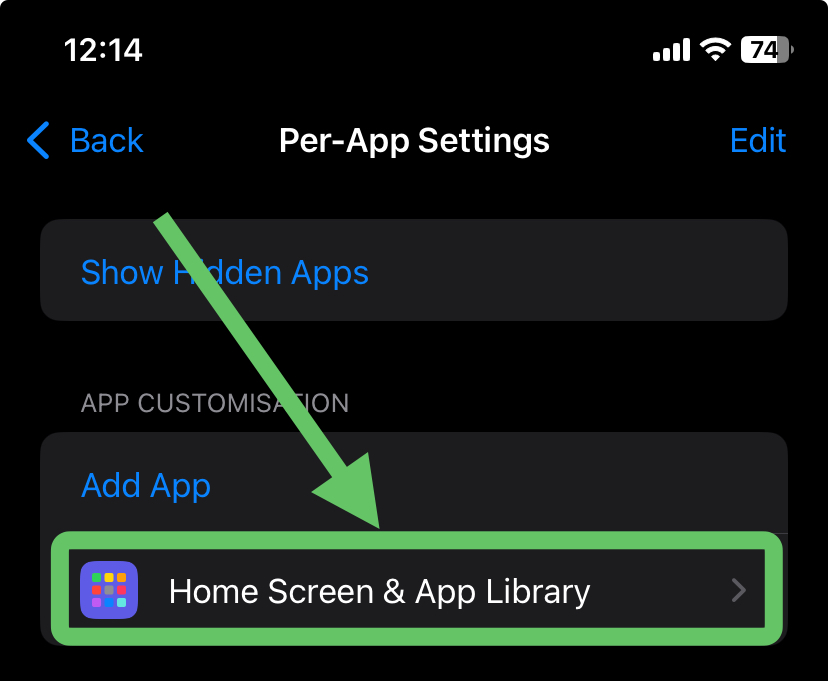 12:14
74
Back
Per-App Settings
Edit
Show Hidden Apps
APP CUSTOMISATION
Add App
Home Screen & App Library